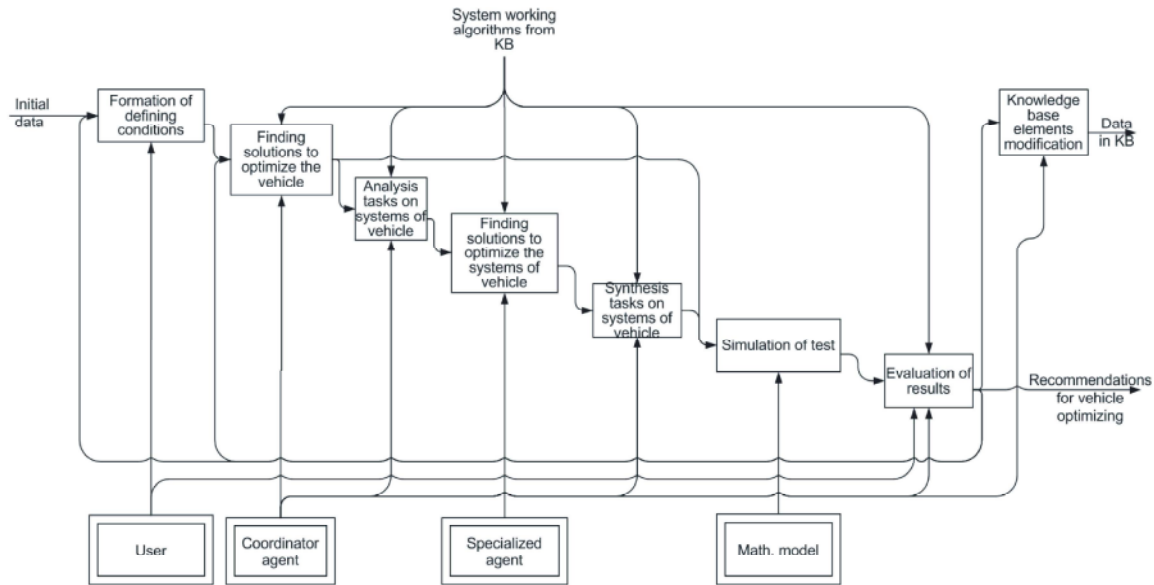 System working
algorithms from
KB
Initial
data
Formation of
defining
conditions
Finding
solutions to
optimize the
vehicle
Analysis
tasks on
systems of
vehicle
Finding
solutions to
optimize the
systems of
vehicle
Synthesis
tasks on
systems of
vehicle
Simulation of test
Evaluation of
results
Knowledge
base
elements
modification
Data
in KB
Recommendations
for vehicle
optimizing
User
Coordinator
agent
Specialized
agent
Math. model